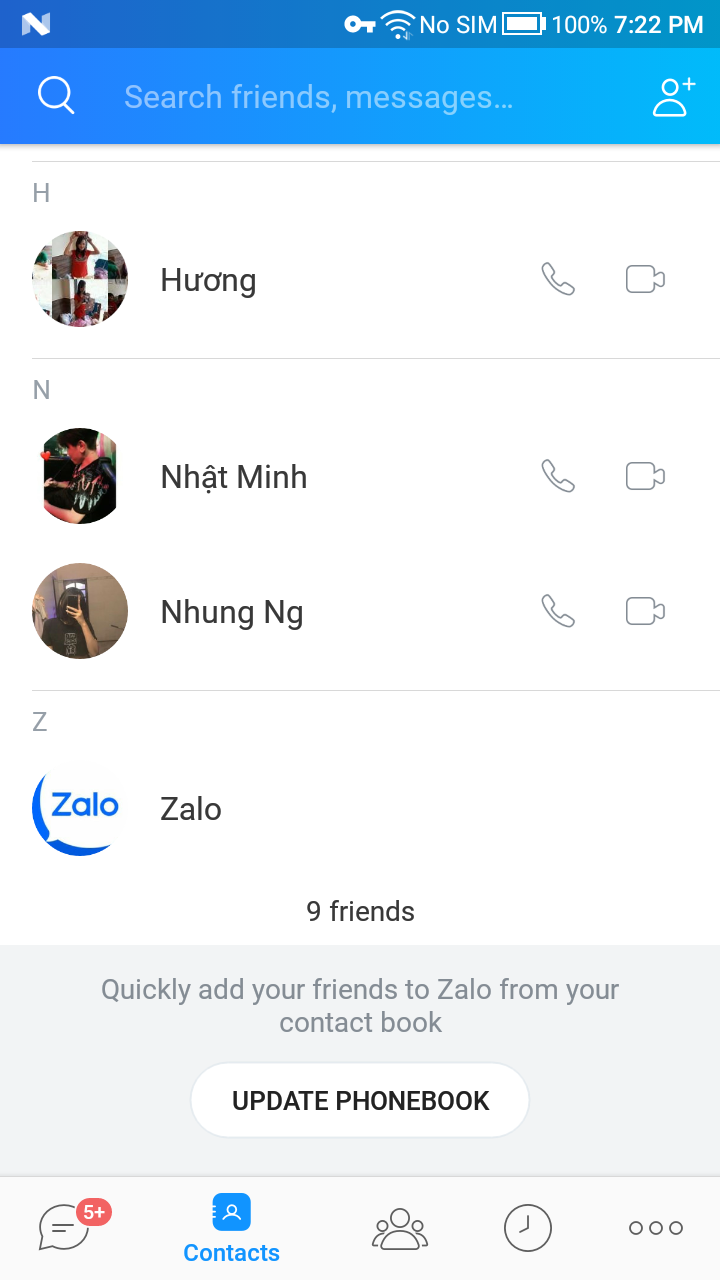 No SIM 100% 7:22 PM
Search friends, messages...
H
Hương
N
Nhật Minh
Nhung Ng
Z
Zalo
Zalo
9 friends
Quickly add your friends to Zalo from your
contact book
UPDATE PHONEBOOK
5+
Contacts